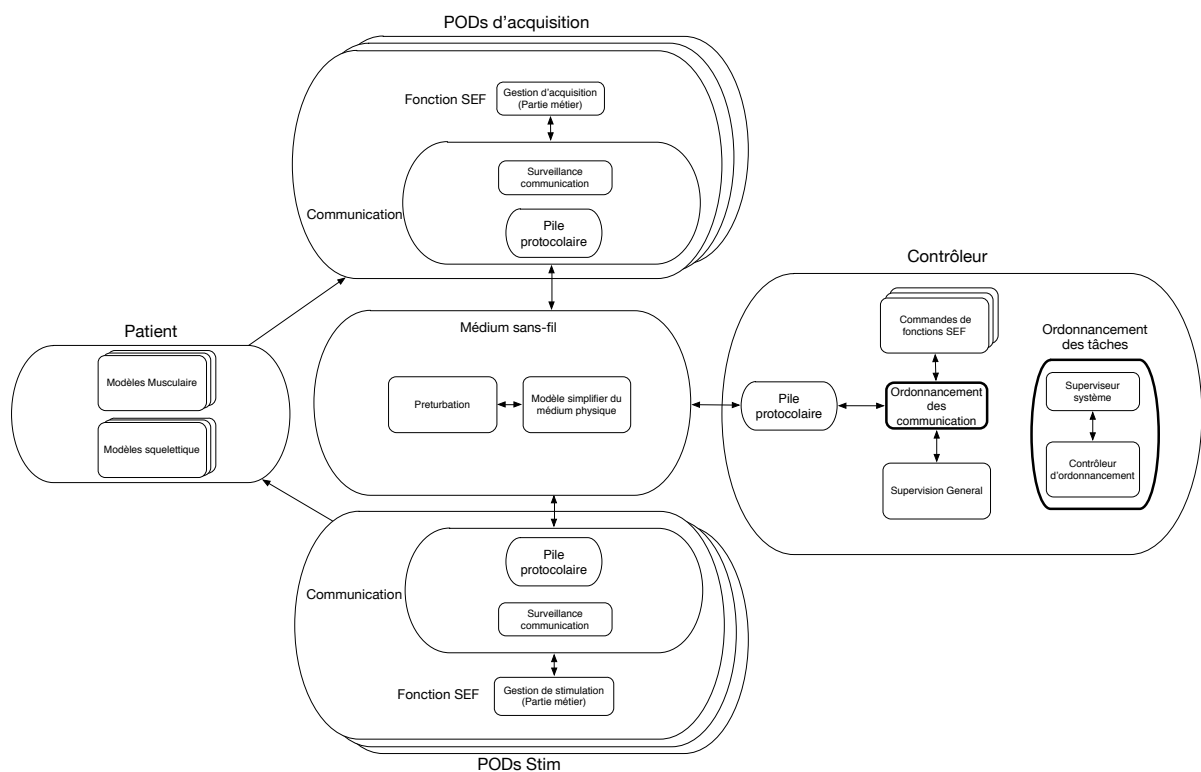 PODs d'acquisition
Fonction SEF
Gestion d'acquisition
(Partie métier)
Surveillance
communication
Communication
Pile
protocolaire
Contrôleur
Patient
Médium sans-fil
Commandes de
fonctions SEF
Ordonnancement
des tâches
Modèles Musculaire
Modèles squelettique
Preturbation
Modèle simplifier du
médium physique
Pile
protocolaire
Ordonnancement
des
communication
Superviseur
système
Contrôleur
d'ordonnancement
Supervision General
Pile
protocolaire
Communication
Surveillance
communication
Fonction SEF
Gestion de stimulation
(Partie métier)
PODs Stim